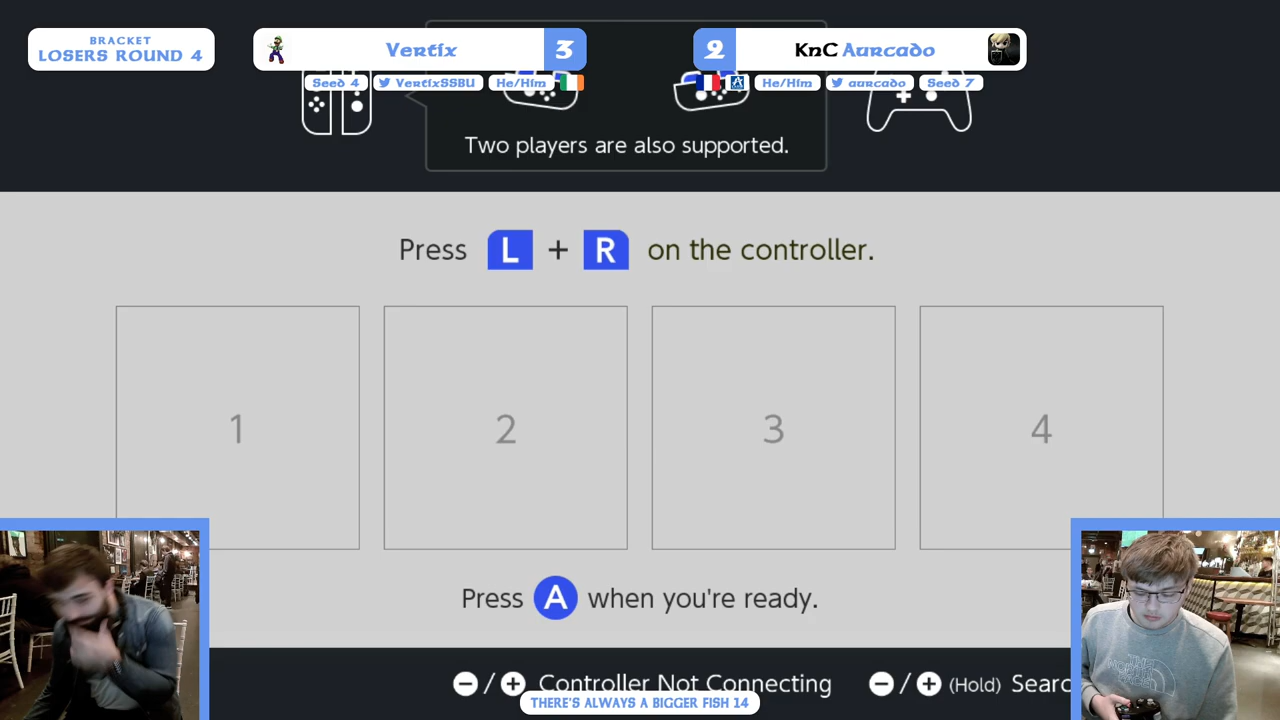 BRACKET
LOSERS ROUND 4
Vertix 3
2 KnC Aurcado
Seed 4 VertixSSBU He/Him
He/Him aurcado Seed 7
Two players are also supported.
Press L + R on the controller.
1 2 3 4
Press A when you're ready.
−/+ Controller Not Connecting −/+ (Hold) Searc
THERE'S ALWAYS A BIGGER FISH 14
THE
NORTH